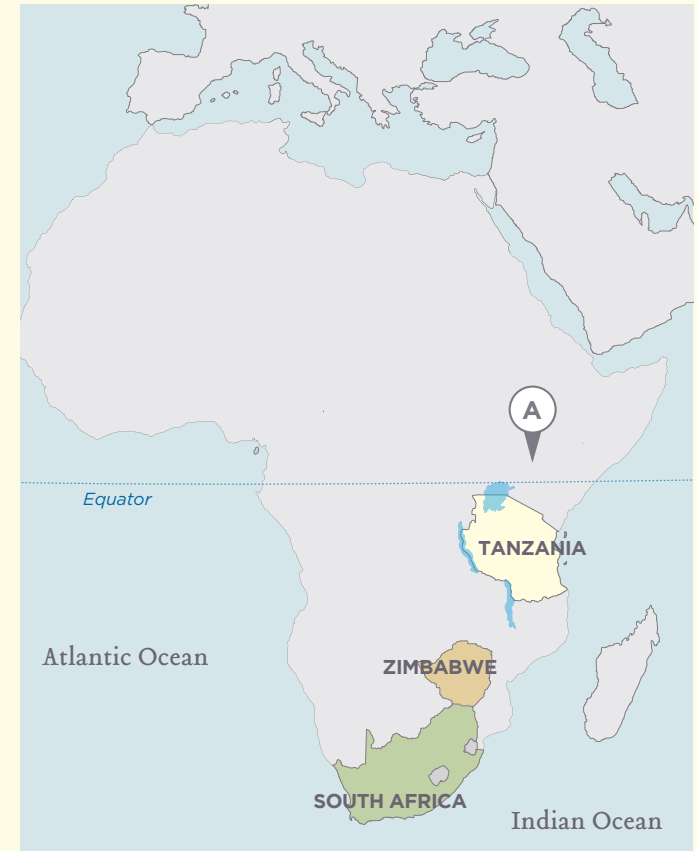 A
Equator
TANZANIA
Atlantic Ocean
ZIMBABWE
SOUTH AFRICA
Indian Ocean